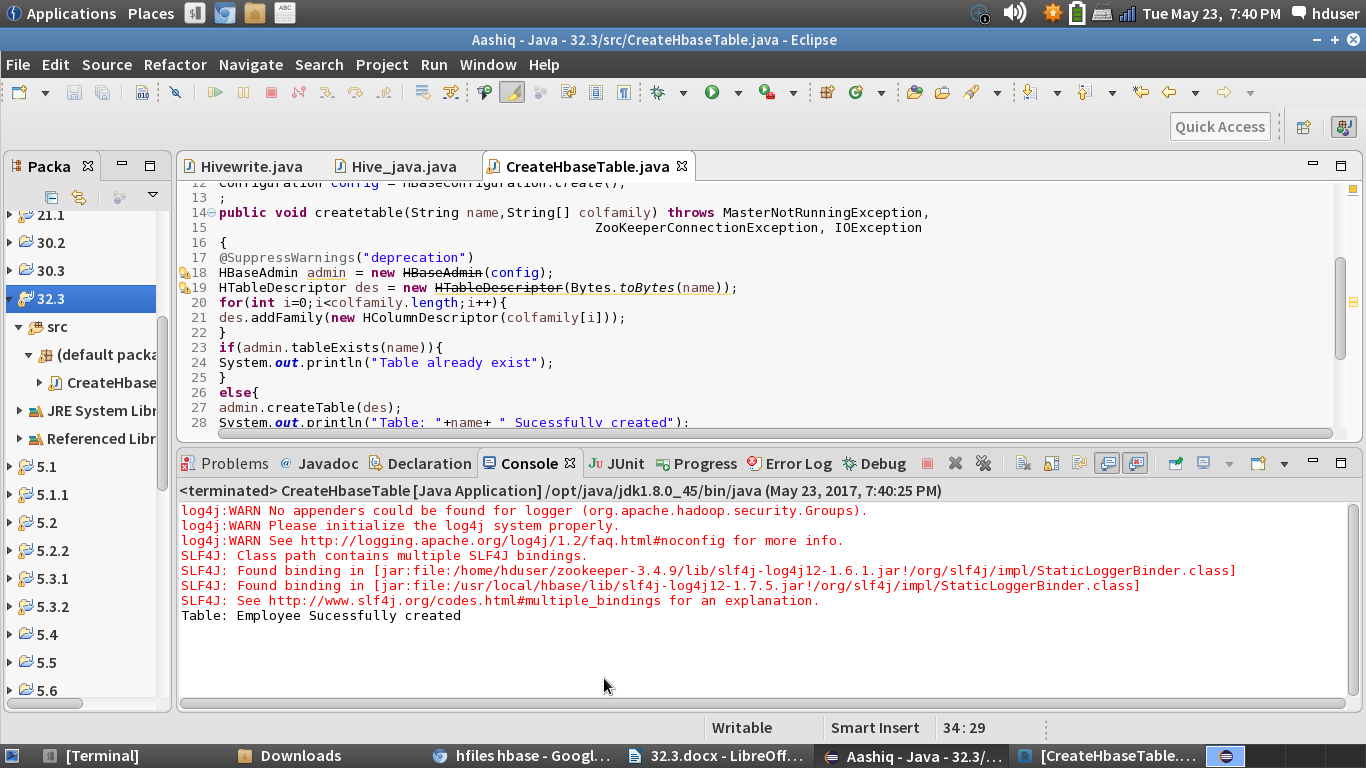 Applications Places Tue May 23, 7:40 PM hduser
Aashiq - Java - 32.3/src/CreateHbaseTable.java - Eclipse
File Edit Source Refactor Navigate Search Project Run Window Help
Quick Access
Packa
Hivewrite.java Hive_java.java CreateHbaseTable.java
21.1
30.2
30.3
32.3
src
(default packa
CreateHbase
JRE System Libr
Referenced Libr
5.1
5.1.1
5.2
5.2.2
5.3.1
5.3.2
5.4
5.5
5.6
12 Configuration config = HBaseConfiguration.create();
13 ;
14 public void createtable(String name,String[] colfamily) throws MasterNotRunningException,
15 ZooKeeperConnectionException, IOException
16 {
17 @SuppressWarnings("deprecation")
18 HBaseAdmin admin = new HBaseAdmin(config);
19 HTableDescriptor des = new HTableDescriptor(Bytes.toBytes(name));
20 for(int i=0;i<colfamily.length;i++){
21 des.addFamily(new HColumnDescriptor(colfamily[i]));
22 }
23 if(admin.tableExists(name)){
24 System.out.println("Table already exist");
25 }
26 else{
27 admin.createTable(des);
28 System.out.println("Table: "+name+ " Sucessfully created");
Problems @ Javadoc Declaration Console JUnit Progress Error Log Debug
<terminated> CreateHbaseTable [Java Application] /opt/java/jdk1.8.0_45/bin/java (May 23, 2017, 7:40:25 PM)
log4j:WARN No appenders could be found for logger (org.apache.hadoop.security.Groups).
log4j:WARN Please initialize the log4j system properly.
log4j:WARN See http://logging.apache.org/log4j/1.2/faq.html#noconfig for more info.
SLF4J: Class path contains multiple SLF4J bindings.
SLF4J: Found binding in [jar:file:/home/hduser/zookeeper-3.4.9/lib/slf4j-log4j12-1.6.1.jar!/org/slf4j/impl/StaticLoggerBinder.class]
SLF4J: Found binding in [jar:file:/usr/local/hbase/lib/slf4j-log4j12-1.7.5.jar!/org/slf4j/impl/StaticLoggerBinder.class]
SLF4J: See http://www.slf4j.org/codes.html#multiple_bindings for an explanation.
Table: Employee Sucessfully created
Writable Smart Insert 34 : 29
[Terminal] Downloads hfiles hbase - Googl... 32.3.docx - LibreOff... Aashiq - Java - 32.3/... [CreateHbaseTable....